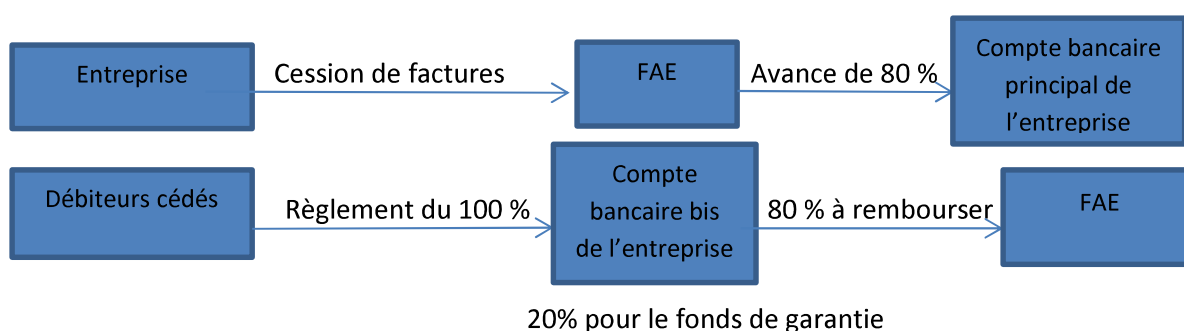 Entreprise
Cession de factures
FAE
Avance de 80 %
Compte bancaire
principal de
l'entreprise
Débiteurs cédés
Règlement du 100 %
Compte
bancaire bis
de l'entreprise
80 % à rembourser
FAE
20% pour le fonds de garantie